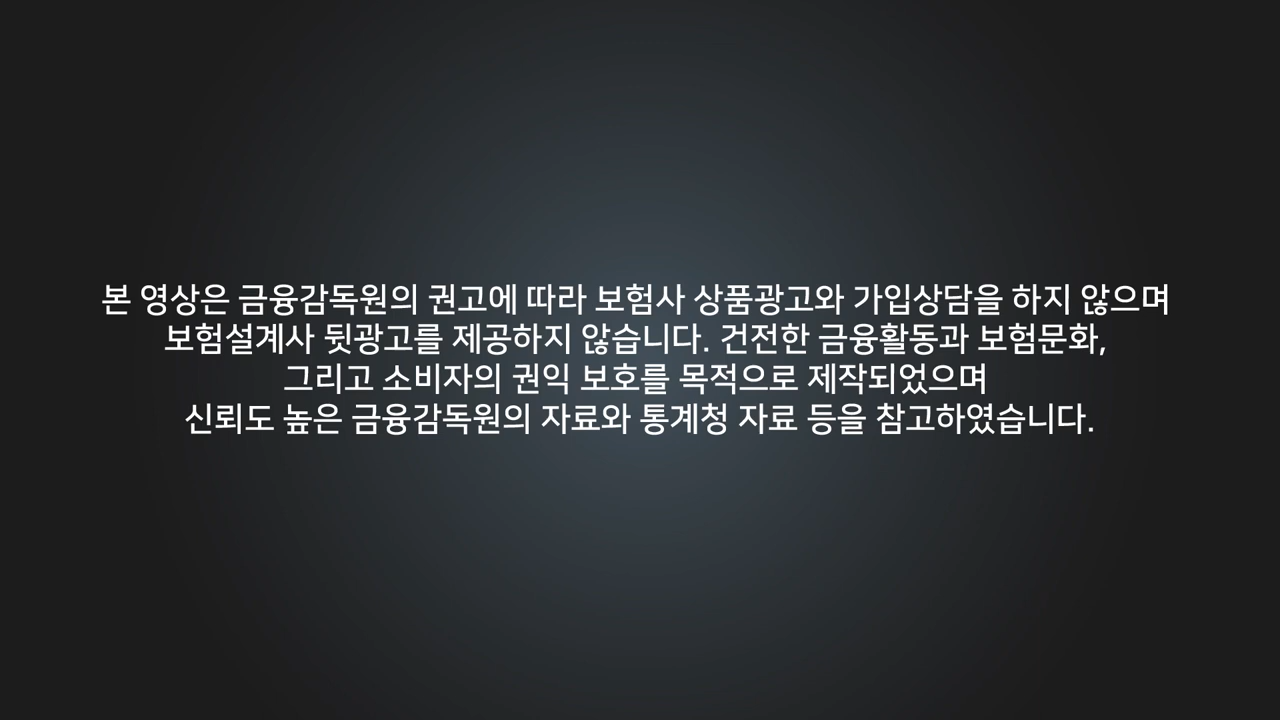 본 영상은 금융감독원의 권고에 따라 보험사 상품광고와 가입상담을 하지 않으며
보험설계사 뒷광고를 제공하지 않습니다. 건전한 금융활동과 보험문화,
그리고 소비자의 권익 보호를 목적으로 제작되었으며
신뢰도 높은 금융감독원의 자료와 통계청 자료 등을 참고하였습니다.